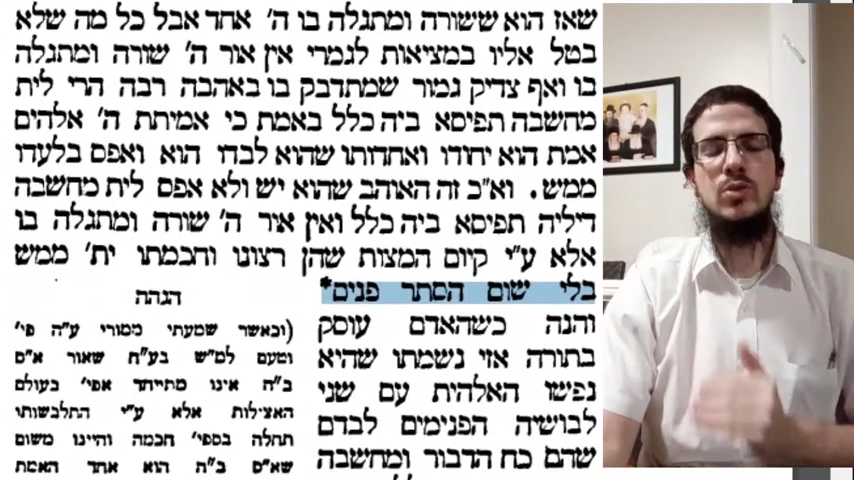 שאז הוא ששורה ומתגלה בו ה׳ אחד אבל כל מה שלא
בטל אליו במציאות לגמרי אין אור ה׳ שורה ומתגלה
בו ואף צדיק גמור שמתדבק בו באהבה רבה הרי לית
מחשבה תפיסא ביה כלל באמת כי אמיתת ה׳ אלהים
אמת הוא יחודו ואחדותו שהוא לבדו הוא ואפס בלעדו
ממש. וא״כ זה האוהב שהוא יש ולא אפס לית מחשבה
דיליה תפיסא ביה כלל ואין אור ה׳ שורה ומתגלה בו
אלא ע״י קיום המצות שהן רצונו וחכמתו ית׳ ממש
בלי שום הסתר פנים*
והנה כשהאדם עוסק
בתורה אזי נשמתו שהיא
נפשו האלהית עם שני
לבושיה הפנימים לבדם
שהם כח הדבור ומחשבה
הגהה
(וכאשר שמעתי ממורי ע״ה פי׳
וטעם למ״ש בע״ח שאור א״ס
ב״ה אינו מתייחד אפי׳ בעולם
האצילות אלא ע״י התלבשותו
תחלה בספי׳ חכמה והיינו משום
שא״ס ב״ה הוא אחד האמת